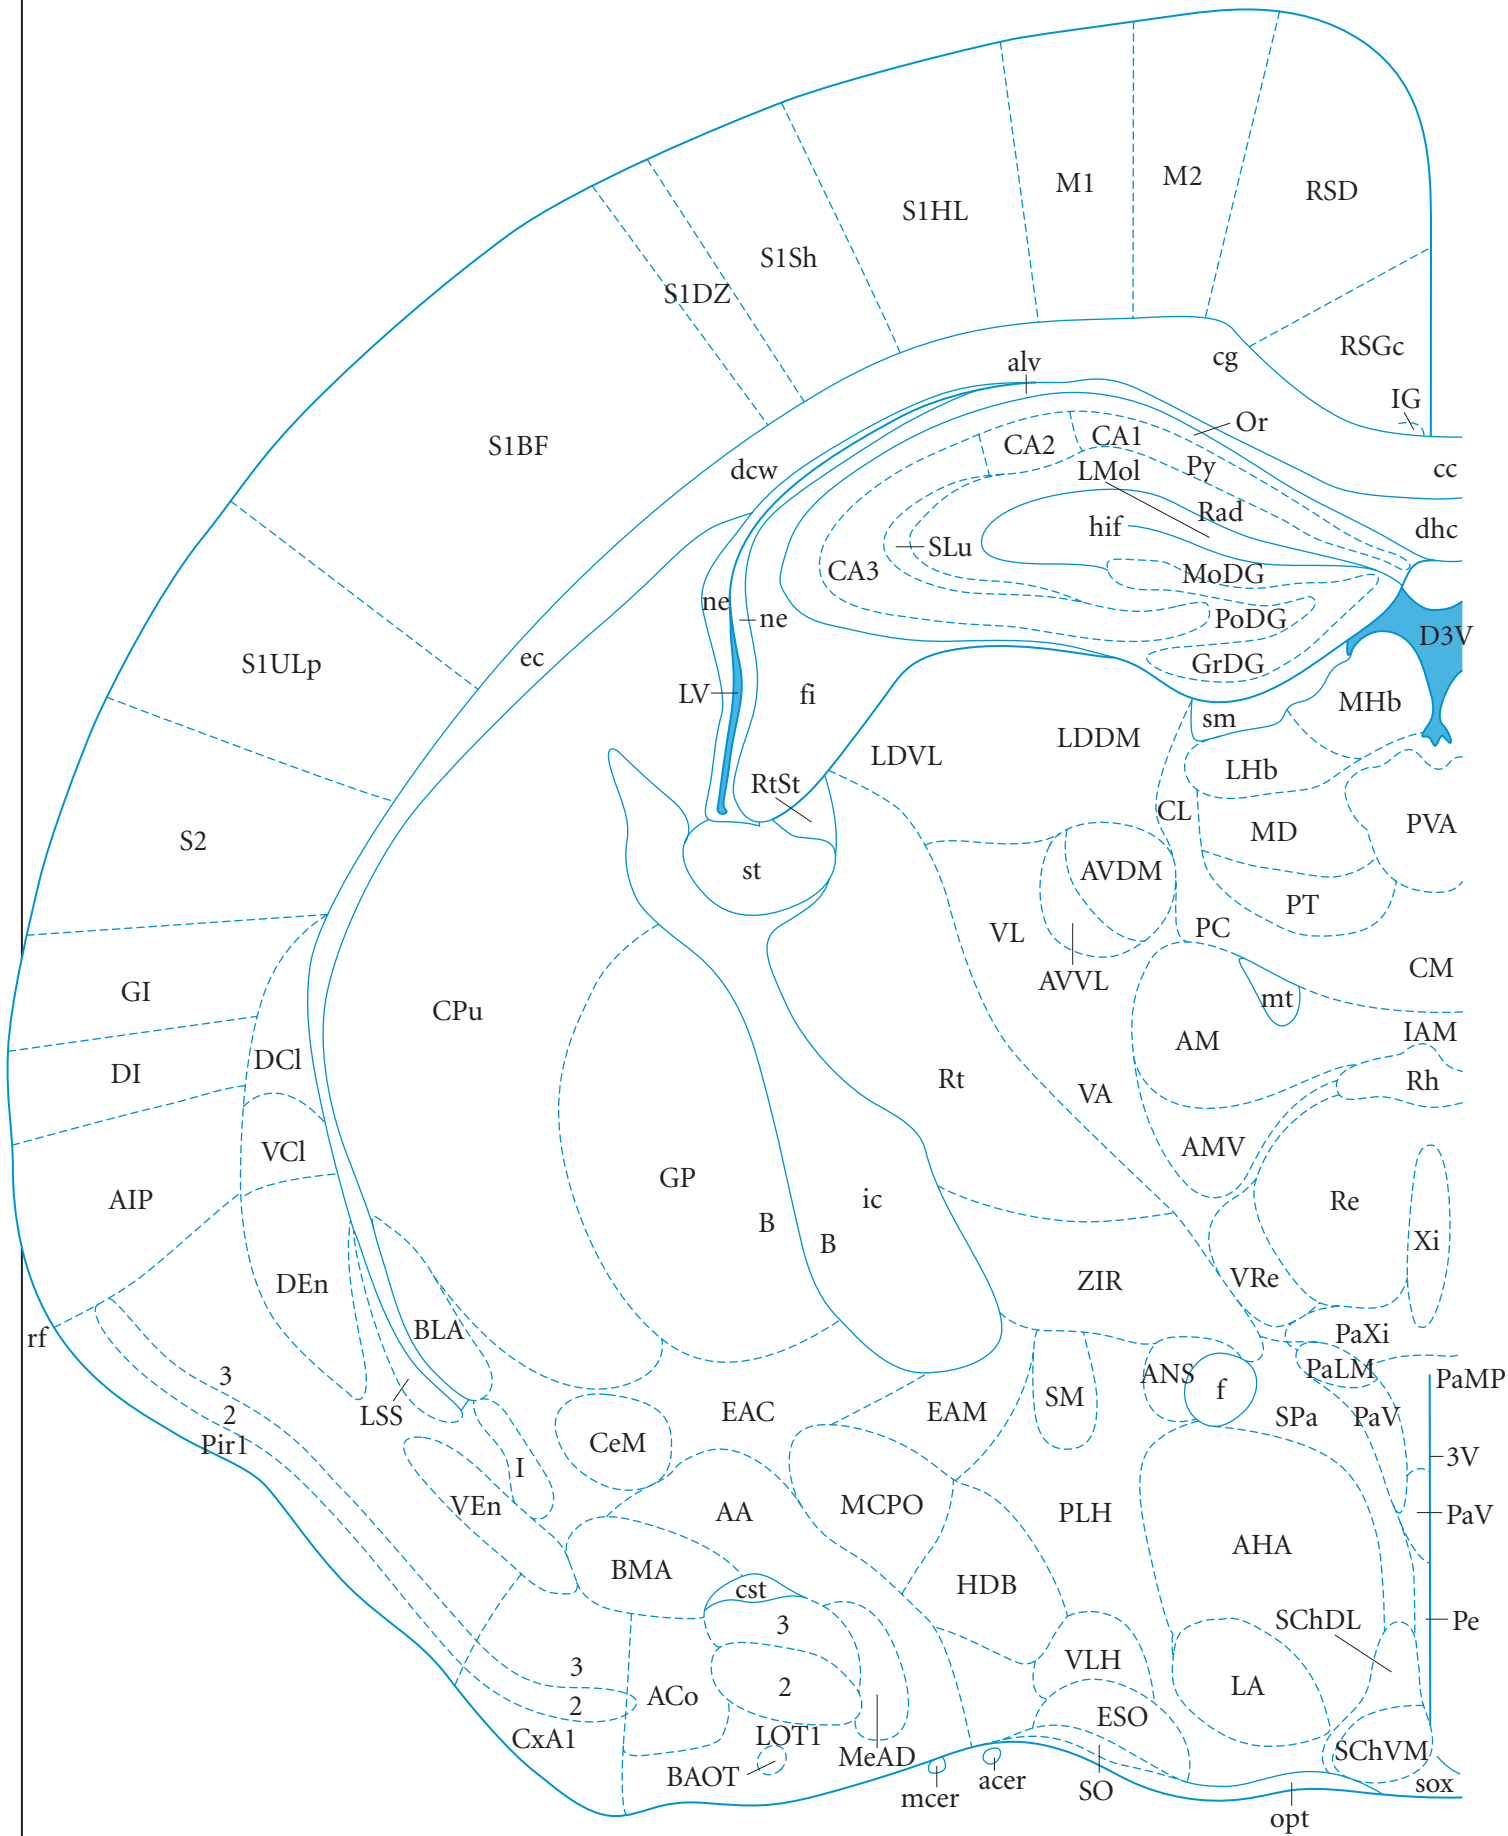 M1
M2
RSD
S1HL
S1Sh
S1DZ
RSGc
cg
alv
IG
Or
S1BF
CA2
CA1
dcw
LMol
Py
cc
Rad
hif
dhc
SLu
CA3
MoDG
ne
ne
PoDG
D3V
ec
S1ULp
GrDG
LV
fi
MHb
sm
LDDM
LDVL
LHb
RtSt
CL
MD
PVA
S2
st
AVDM
PT
VL
PC
CM
AVVL
GI
mt
CPu
IAM
AM
DCl
DI
Rt
Rh
VA
VCl
AMV
GP
AIP
ic
Re
B
B
Xi
DEn
ZIR
VRe
rf
BLA
PaXi
3
ANS
PaLM
PaMP
f
SM
2
LSS
EAC
EAM
SPa
PaV
Pir1
CeM
3V
I
VEn
MCPO
AA
PLH
PaV
AHA
BMA
HDB
cst
3
SChDL
Pe
3
VLH
2
LA
2
ACo
ESO
CxA1
LOT1
MeAD
SChVM
BAOT
acer
SO
sox
mcer
opt